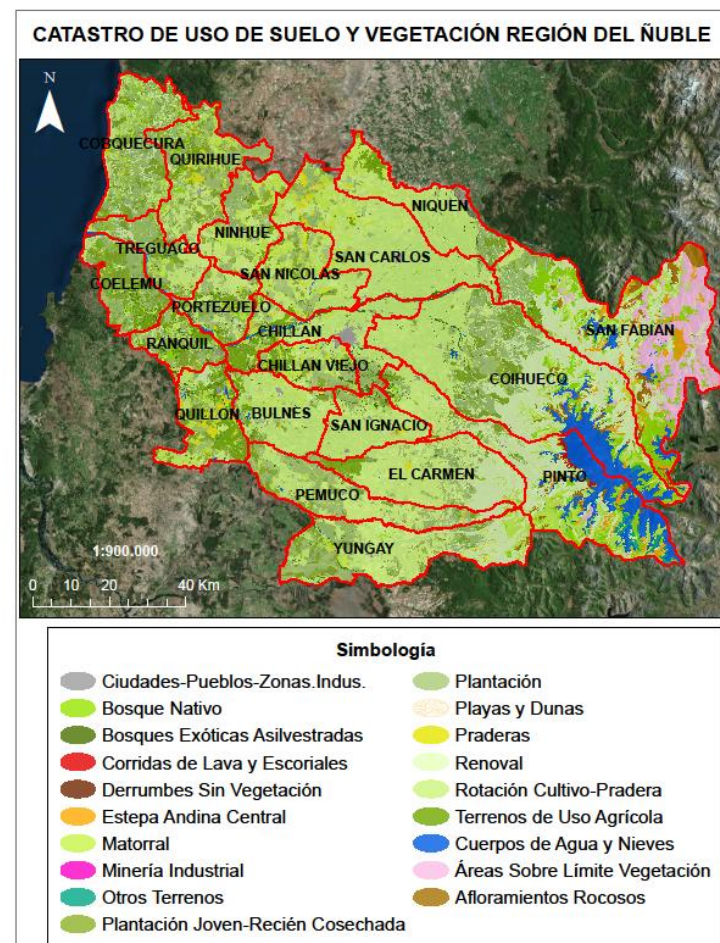 CATASTRO DE USO DE SUELO Y VEGETACIÓN REGIÓN DEL ÑUBLE
N
COBQUECURA
QUIRIHUE
NIQUEN
NINHUE
TREGUACO
SAN CARLOS
SAN NICOLAS
COELEMU
PORTEZUELO
SAN FABIAN
CHILLAN
RANQUIL
CHILLAN VIEJO
COIHUECO
QUILLON
BULNES
SAN IGNACIO
EL CARMEN
PINTO
PEMUCO
YUNGAY
1:900.000
0 10 20 40 Km
Simbología
Ciudades-Pueblos-Zonas.Indus.
Bosque Nativo
Bosques Exóticas Asilvestradas
Corridas de Lava y Escoriales
Derrumbes Sin Vegetación
Estepa Andina Central
Matorral
Minería Industrial
Otros Terrenos
Plantación Joven-Recién Cosechada
Plantación
Playas y Dunas
Praderas
Renoval
Rotación Cultivo-Pradera
Terrenos de Uso Agrícola
Cuerpos de Agua y Nieves
Áreas Sobre Límite Vegetación
Afloramientos Rocosos